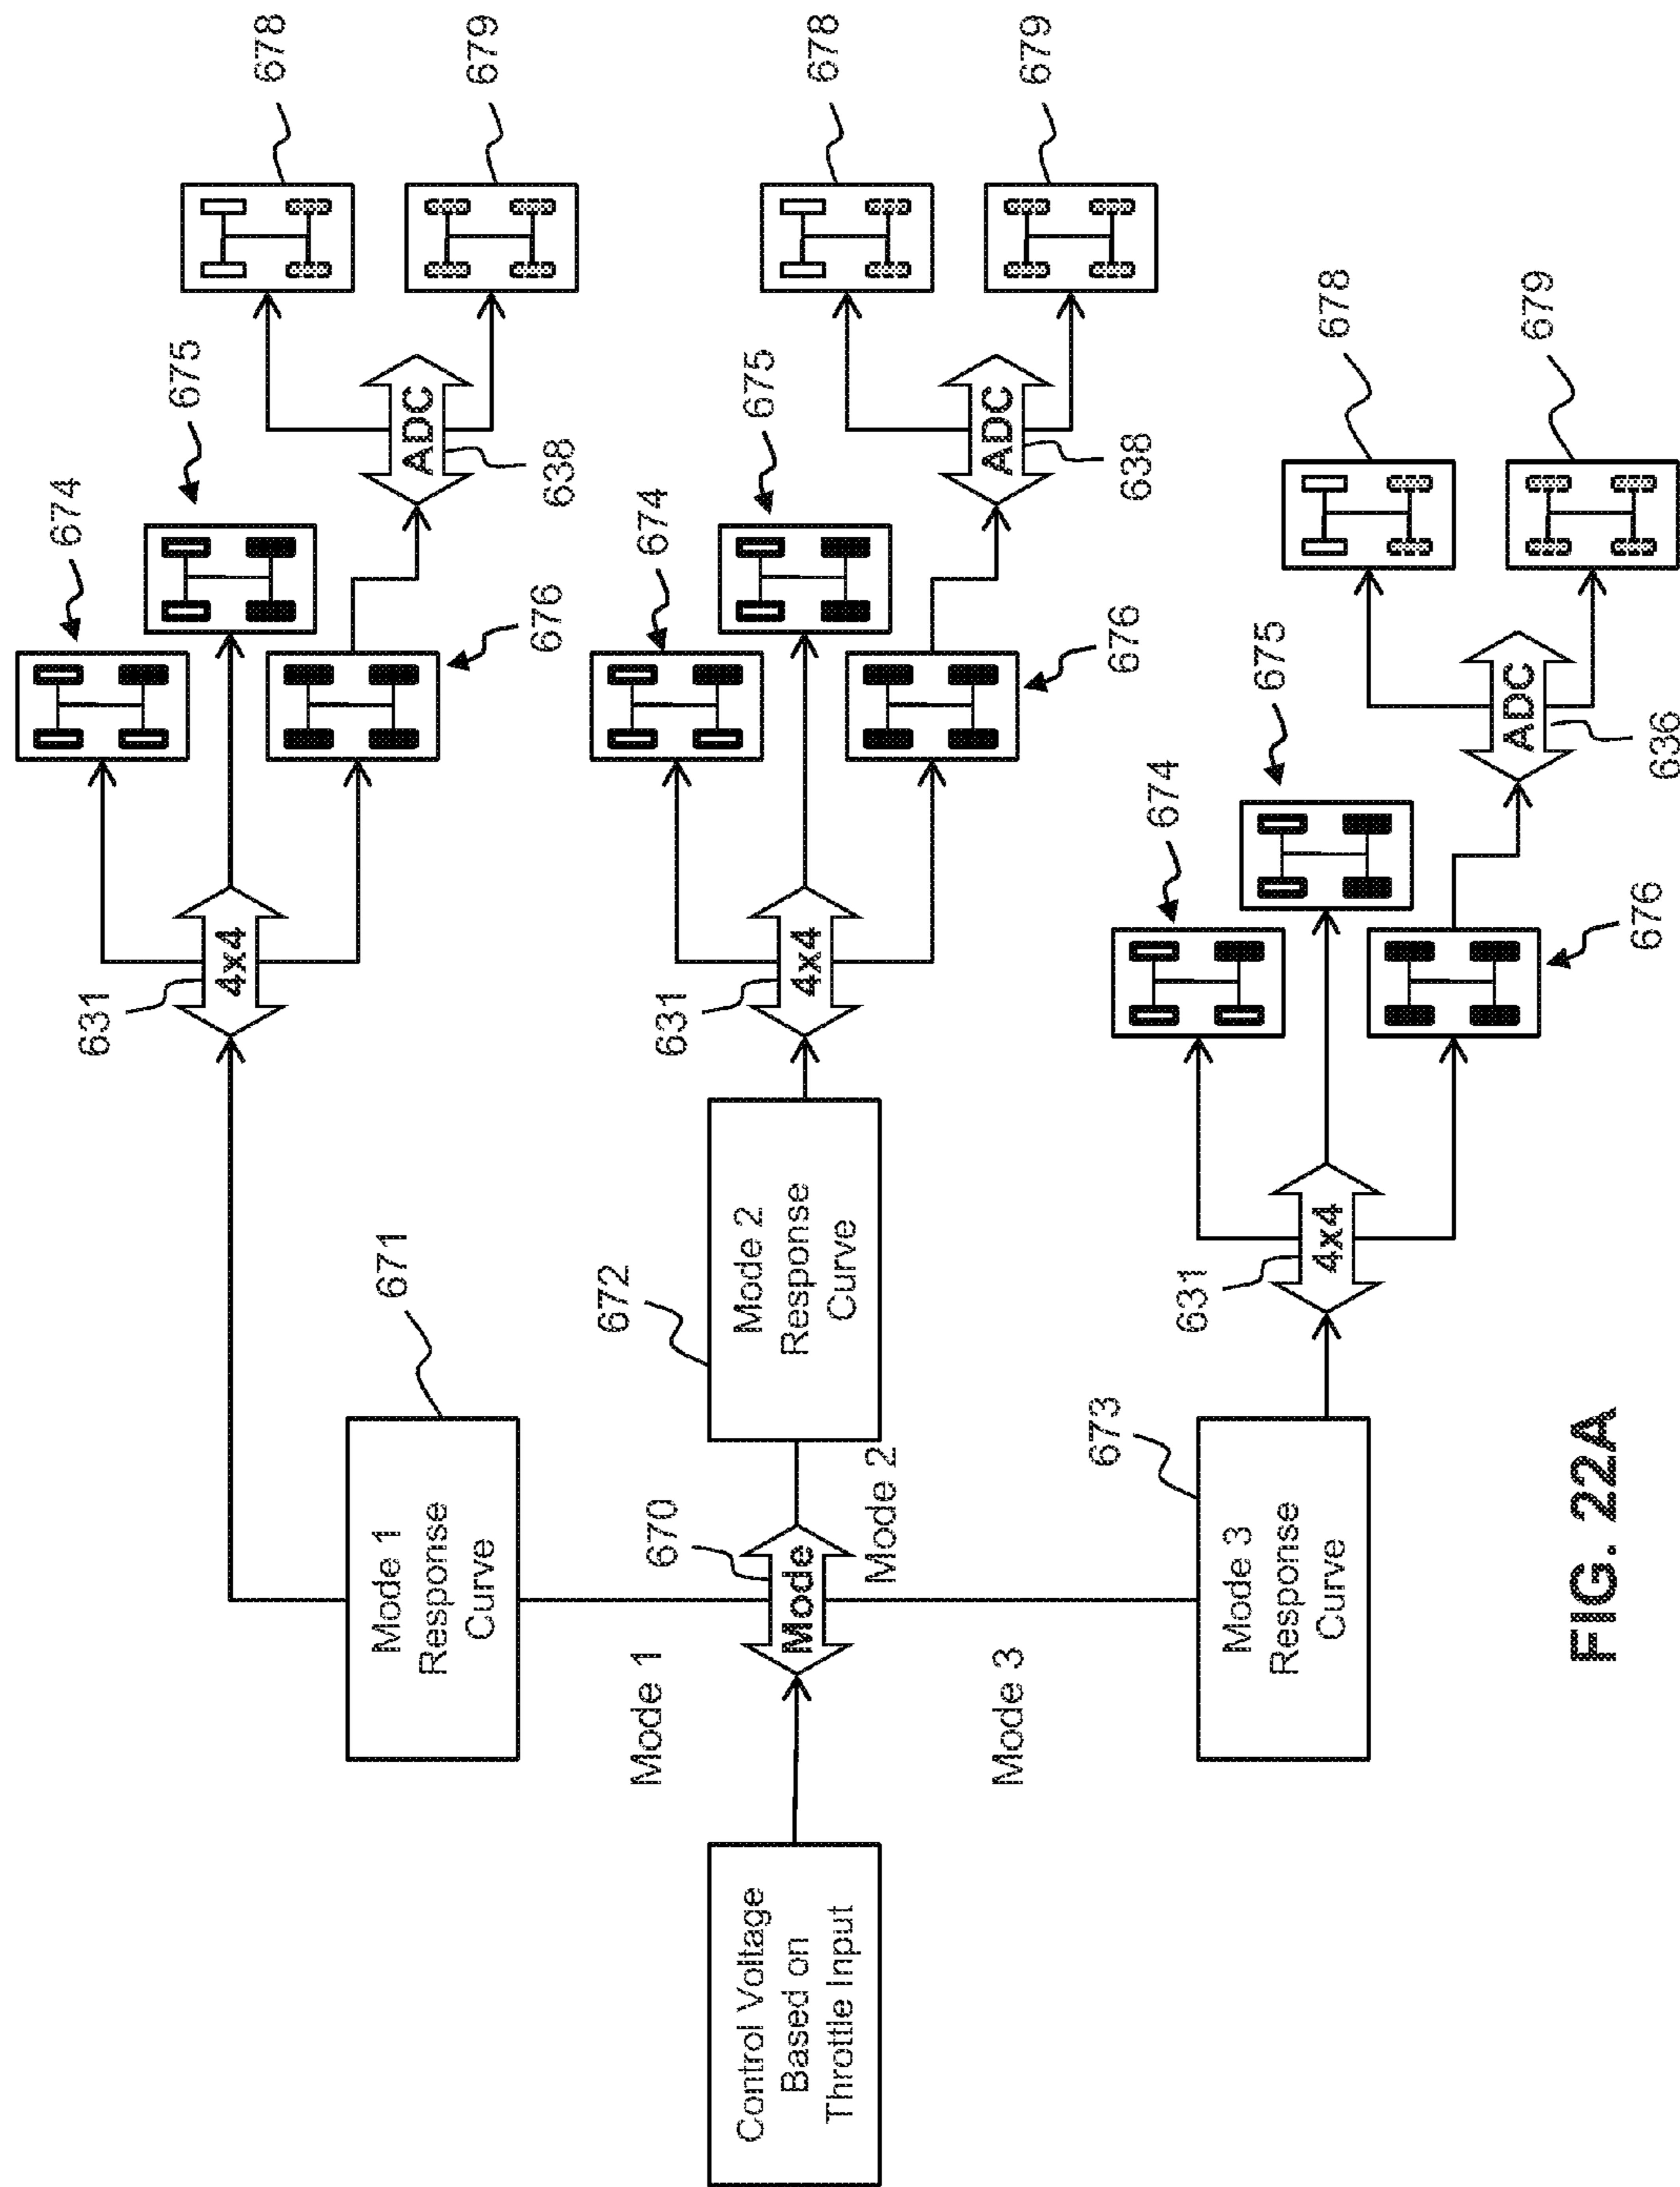 Control Voltage
Based on
Throttle Input
Mode
670
Mode 1
Mode 2
Mode 3
Mode 1
Response
Curve
671
4x4
631
674
675
676
ADC
638
678
679
Mode 2
Response
Curve
672
4x4
631
674
675
676
ADC
638
678
679
Mode 3
Response
Curve
673
4x4
631
674
675
676
ADC
636
678
679
FIG. 22A